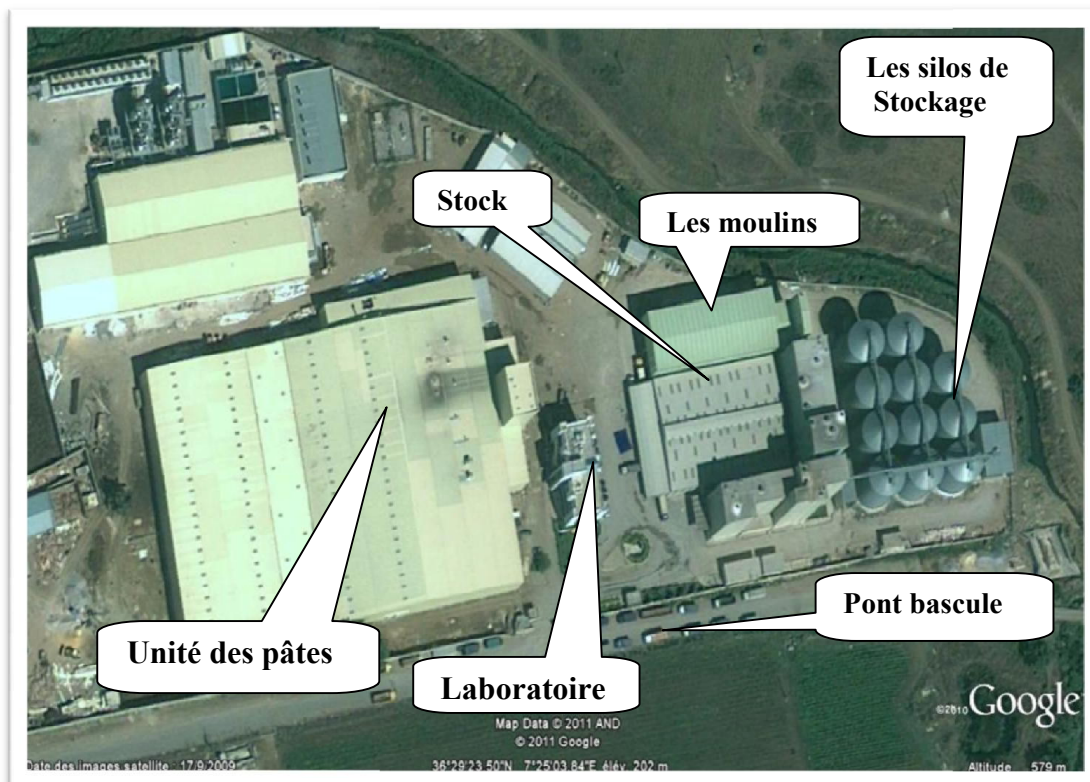 Les silos de
Stockage
Stock
Les moulins
Pont bascule
Unité des pâtes
Laboratoire
©2010 Google
Map Data © 2011 AND
© 2011 Google
Date des images satellite : 17/9/2009 36°29'23.50"N 7°25'03.84"E élév. 202 m Altitude 579 m